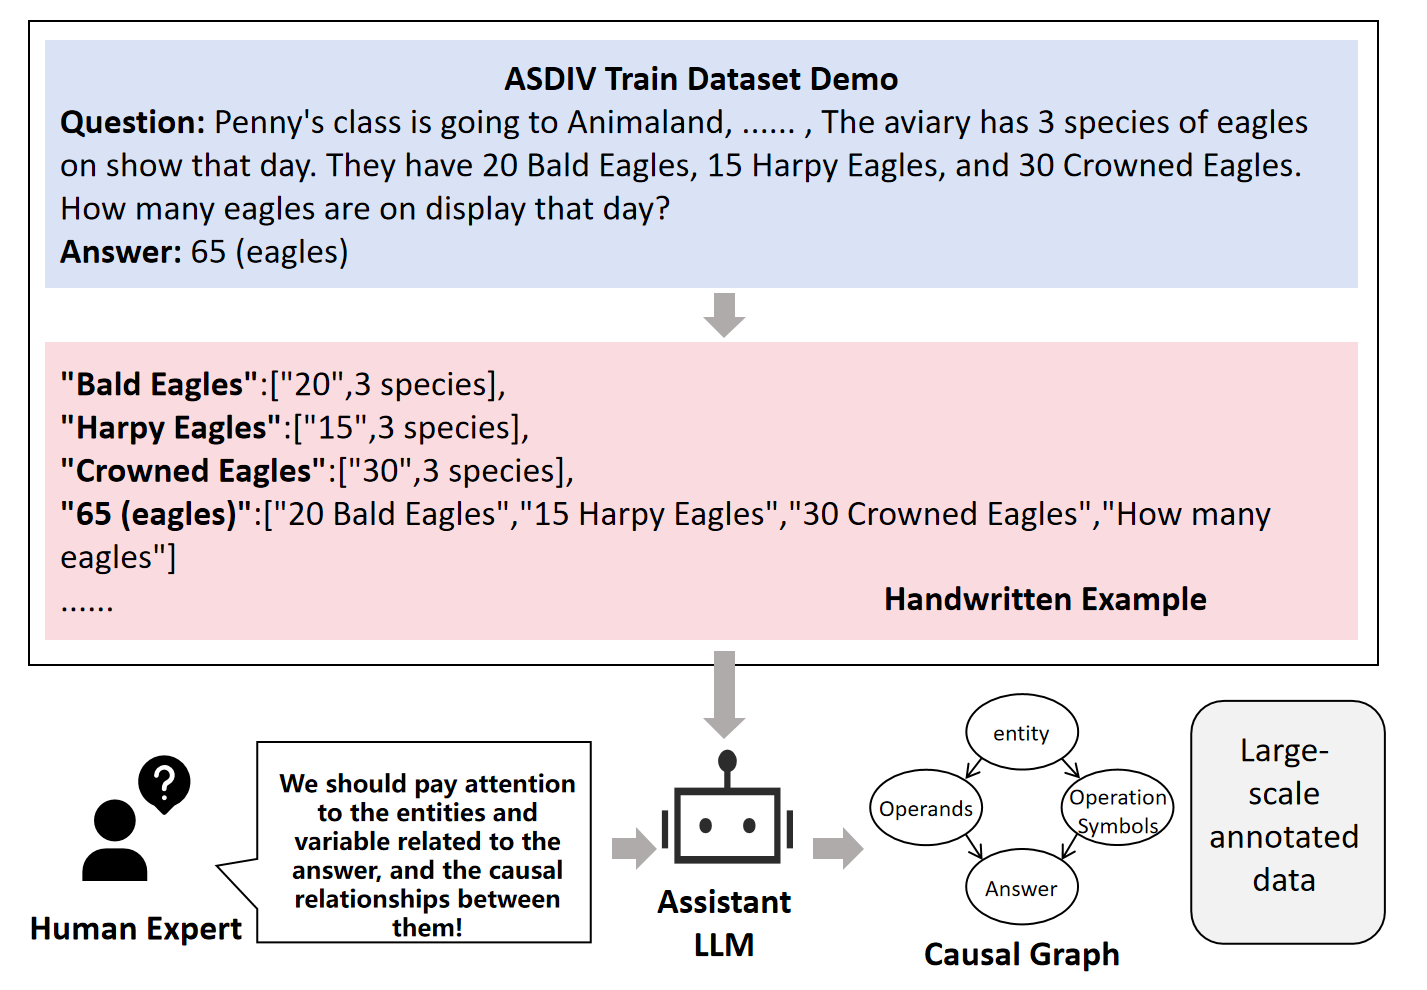 ASDIV Train Dataset Demo
Question: Penny's class is going to Animaland, ...... , The aviary has 3 species of eagles
on show that day. They have 20 Bald Eagles, 15 Harpy Eagles, and 30 Crowned Eagles.
How many eagles are on display that day?
Answer: 65 (eagles)
"Bald Eagles":["20",3 species],
"Harpy Eagles":["15",3 species],
"Crowned Eagles":["30",3 species],
"65 (eagles)":["20 Bald Eagles","15 Harpy Eagles","30 Crowned Eagles","How many
eagles"]
......
Handwritten Example
We should pay attention
to the entities and
variable related to the
answer, and the causal
relationships between
them!
Human Expert
Assistant
LLM
entity
Operands
Operation
Symbols
Answer
Causal Graph
Large-
scale
annotated
data